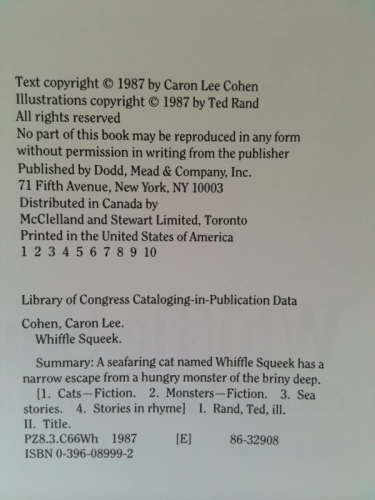 Text copyright © 1987 by Caron Lee Cohen
Illustrations copyright © 1987 by Ted Rand
All rights reserved
No part of this book may be reproduced in any form
without permission in writing from the publisher
Published by Dodd, Mead & Company, Inc.
71 Fifth Avenue, New York, NY 10003
Distributed in Canada by
McClelland and Stewart Limited, Toronto
Printed in the United States of America
1 2 3 4 5 6 7 8 9 10
Library of Congress Cataloging-in-Publication Data
Cohen, Caron Lee.
Whiffle Squeek.
Summary: A seafaring cat named Whiffle Squeek has a
narrow escape from a hungry monster of the briny deep.
[1. Cats—Fiction. 2. Monsters—Fiction. 3. Sea
stories. 4. Stories in rhyme] I. Rand, Ted, ill.
II. Title.
PZ8.3.C66Wh 1987 [E] 86-32908
ISBN 0-396-08999-2